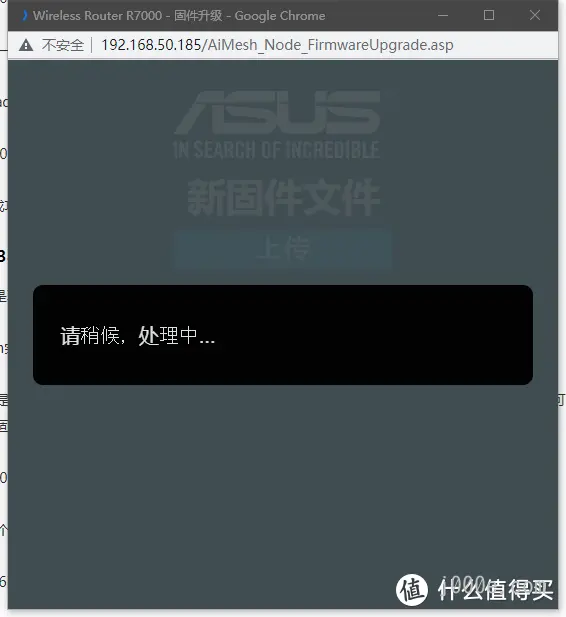 Wireless Router R7000 - 固件升级 - Google Chrome
不安全 192.168.50.185/AiMesh_Node_FirmwareUpgrade.asp
ASUS
IN SEARCH OF INCREDIBLE
新固件文件
上传
请稍候，处理中...
值 什么值得买